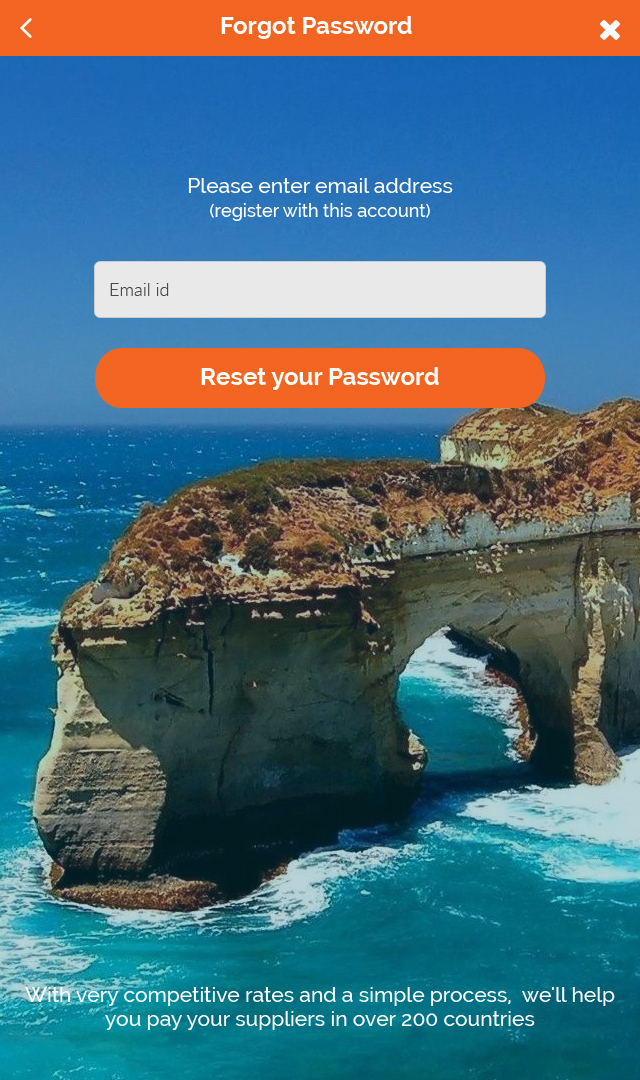 Forgot Password
Please enter email address
(register with this account)
Email id
Reset your Password
With very competitive rates and a simple process,  we'll help
you pay your suppliers in over 200 countries